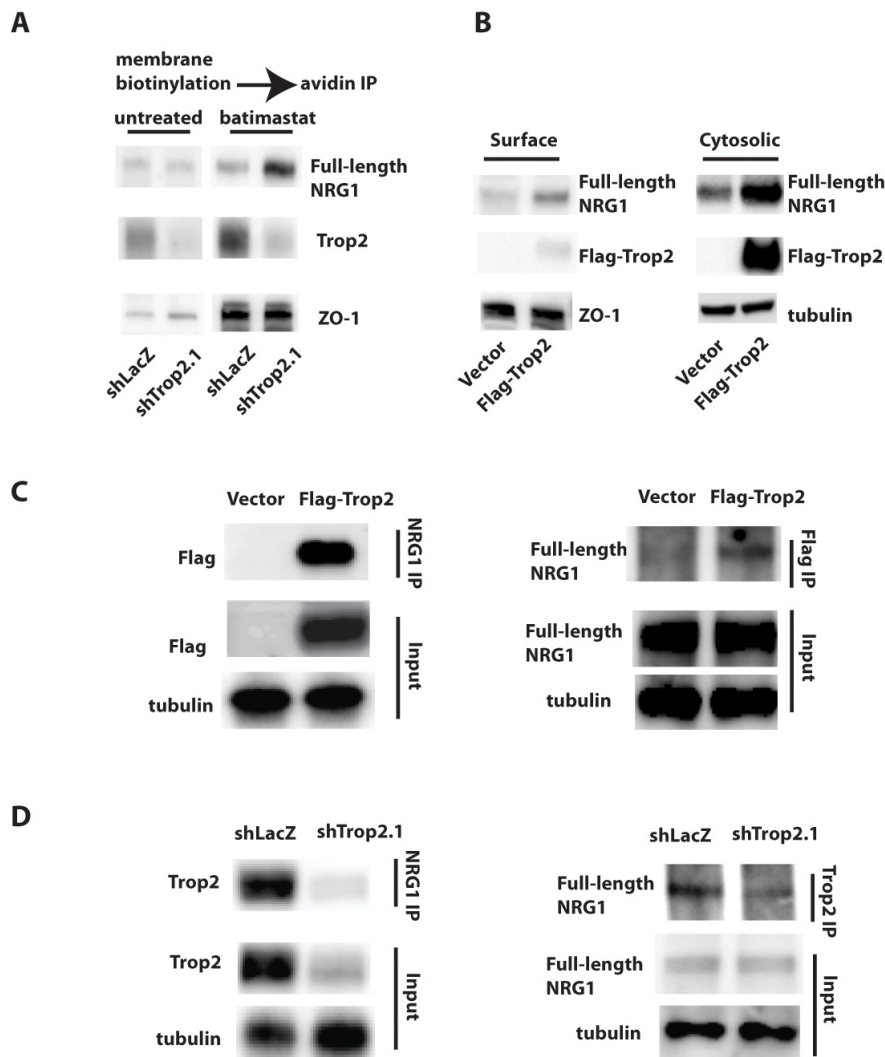 A
membrane
biotinylation avidin IP
untreated batimastat
Full-length
NRG1
Trop2
ZO-1
shLacZ
shTrop2.1
shLacZ
shTrop2.1
B
Surface
Cytosolic
Full-length
NRG1
Full-length
NRG1
Flag-Trop2
Flag-Trop2
ZO-1
tubulin
Vector
Flag-Trop2
Vector
Flag-Trop2
C
Vector Flag-Trop2
Flag
NRG1 IP
Flag
tubulin
Input
Vector Flag-Trop2
Full-length
NRG1
Flag IP
Full-length
NRG1
tubulin
Input
D
shLacZ shTrop2.1
Trop2
NRG1 IP
Trop2
tubulin
Input
shLacZ shTrop2.1
Full-length
NRG1
Trop2 IP
Full-length
NRG1
tubulin
Input